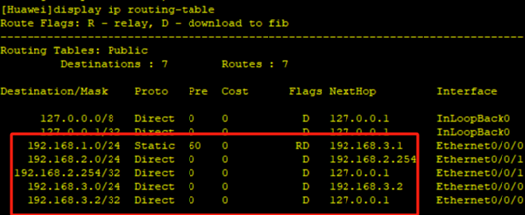 [Huawei]display ip routing-table
Route Flags: R - relay, D - download to fib
------------------------------------------------------------------------------
Routing Tables: Public
Destinations : 7 Routes : 7
Destination/Mask Proto Pre Cost Flags NextHop Interface
127.0.0.0/8 Direct 0 0 D 127.0.0.1 InLoopBack0
127.0.0.1/32 Direct 0 0 D 127.0.0.1 InLoopBack0
192.168.1.0/24 Static 60 0 RD 192.168.3.1 Ethernet0/0/0
192.168.2.0/24 Direct 0 0 D 192.168.2.254 Ethernet0/0/1
192.168.2.254/32 Direct 0 0 D 127.0.0.1 Ethernet0/0/1
192.168.3.0/24 Direct 0 0 D 192.168.3.2 Ethernet0/0/0
192.168.3.2/32 Direct 0 0 D 127.0.0.1 Ethernet0/0/0